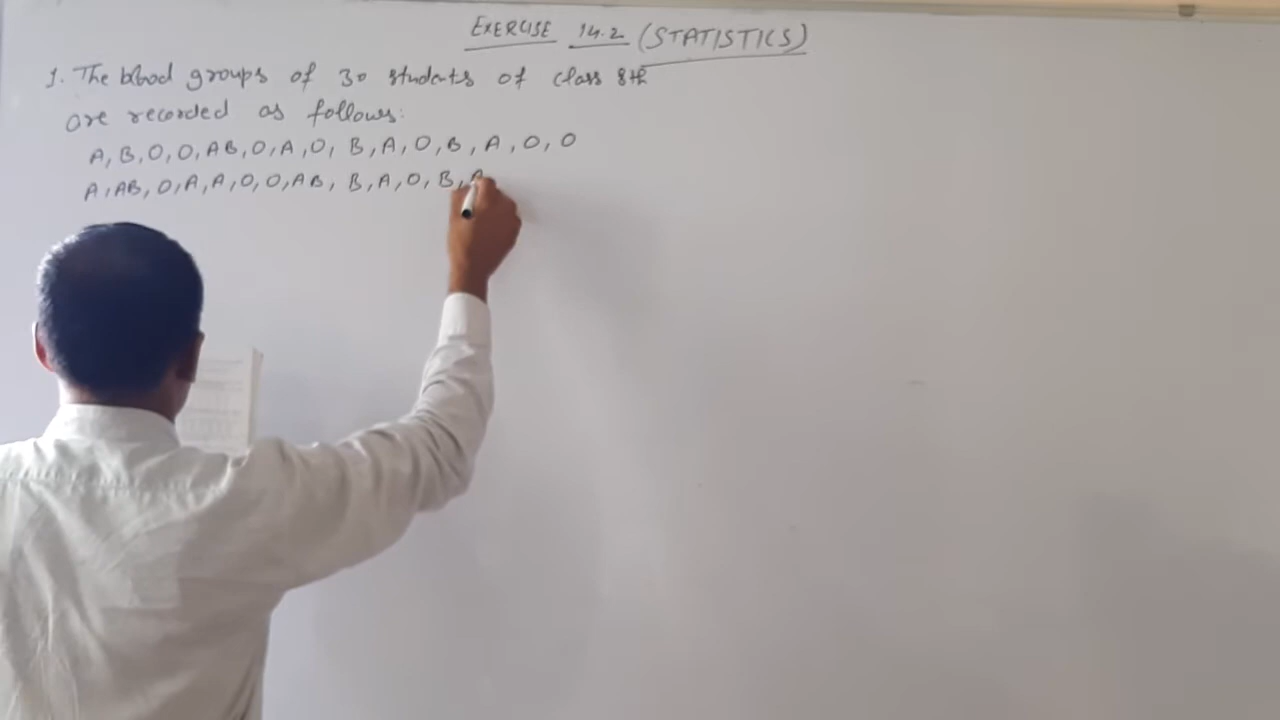 EXERCISE 14.2 (STATISTICS)
1. The blood groups of 30 students of class 8th
are recorded as follows:
A, B, O, O, AB, O, A, O, B, A, O, B, A, O, O
A, AB, O, A, A, O, O, AB, B, A, O, B, A